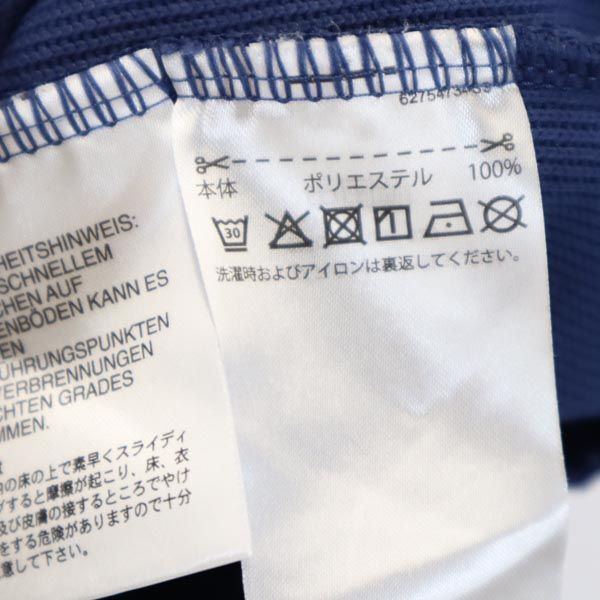 HEITSHINWEIS:
SCHNELLEM
CHEN AUF
ENBÖDEN KANN ES
EN
ÜHRUNGSPUNKTEN
VERBRENNUNGEN
CHTEN GRADES
MMEN.
の床の上で素早くスライディ
グすると摩擦が起こり、床、衣
及び皮膚の接するところでやけ
をする危険がありますので十分
意して下さい。
本体 ポリエステル 100%
30
洗濯時およびアイロンは裏返してください。